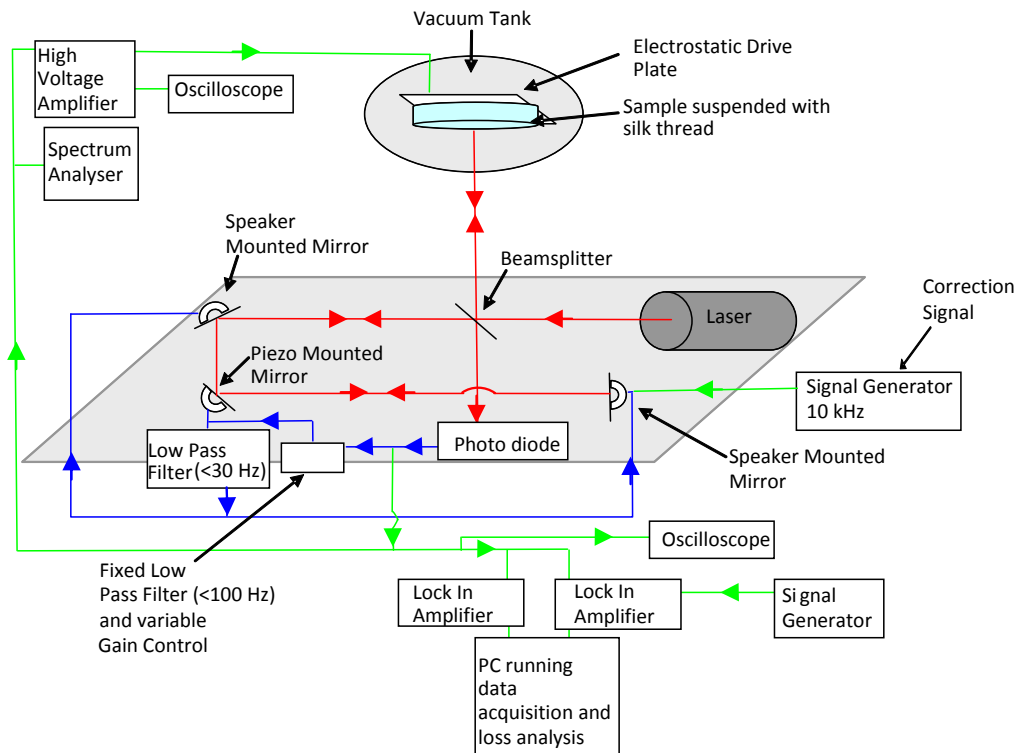 Vacuum Tank
High
Voltage
Amplifier
Oscilloscope
Electrostatic Drive
Plate
Sample suspended with
silk thread
Spectrum
Analyser
Speaker
Mounted Mirror
Beamsplitter
Laser
Correction
Signal
Piezo Mounted
Mirror
Signal Generator
10 kHz
Low Pass
Filter (<30 Hz)
Photo diode
Speaker Mounted
Mirror
Fixed Low
Pass Filter (<100 Hz)
and variable
Gain Control
Oscilloscope
Lock In
Amplifier
Lock In
Amplifier
Signal
Generator
PC running
data
acquisition and
loss analysis